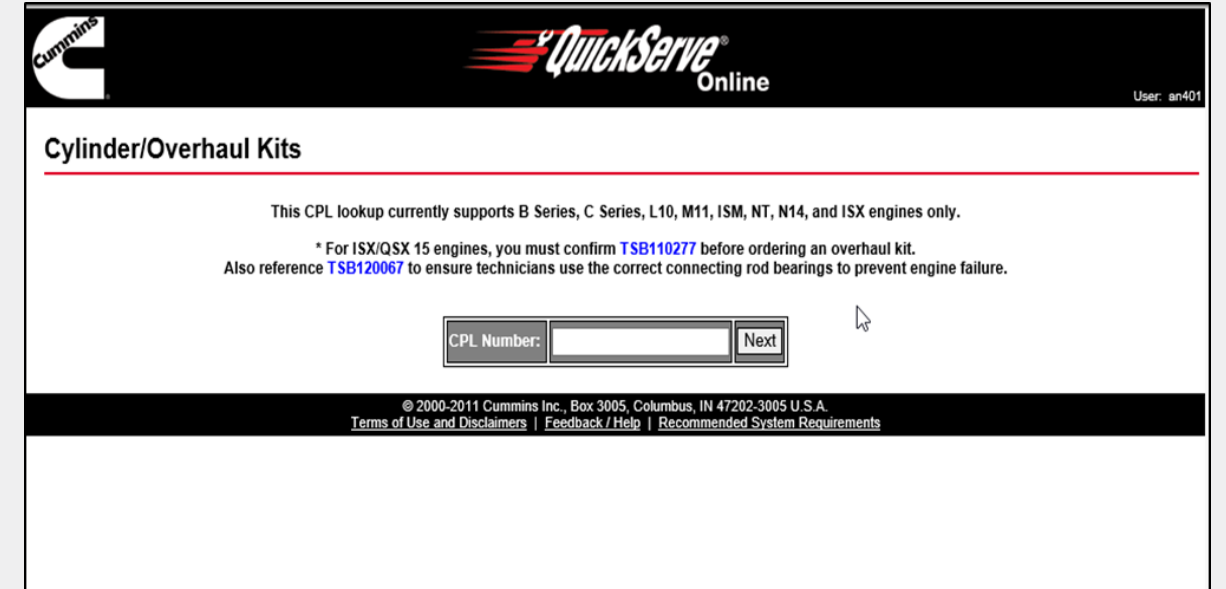 Cummins
QuickServe®
Online
User: an401
Cylinder/Overhaul Kits
This CPL lookup currently supports B Series, C Series, L10, M11, ISM, NT, N14, and ISX engines only.
* For ISX/QSX 15 engines, you must confirm TSB110277 before ordering an overhaul kit.
Also reference TSB120067 to ensure technicians use the correct connecting rod bearings to prevent engine failure.
CPL Number: Next
© 2000-2011 Cummins Inc., Box 3005, Columbus, IN 47202-3005 U.S.A.
Terms of Use and Disclaimers | Feedback / Help | Recommended System Requirements